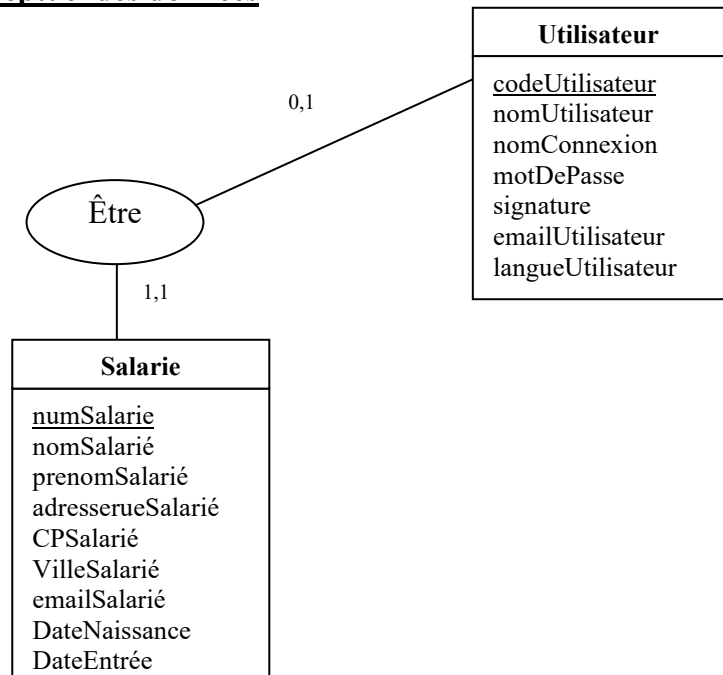 Utilisateur
codeUtilisateur
nomUtilisateur
nomConnexion
motDePasse
signature
emailUtilisateur
langueUtilisateur
0,1
Être
1,1
Salarie
numSalarie
nomSalarié
prenomSalarié
adresserueSalarié
CPSalarié
VilleSalarié
emailSalarié
DateNaissance
DateEntrée